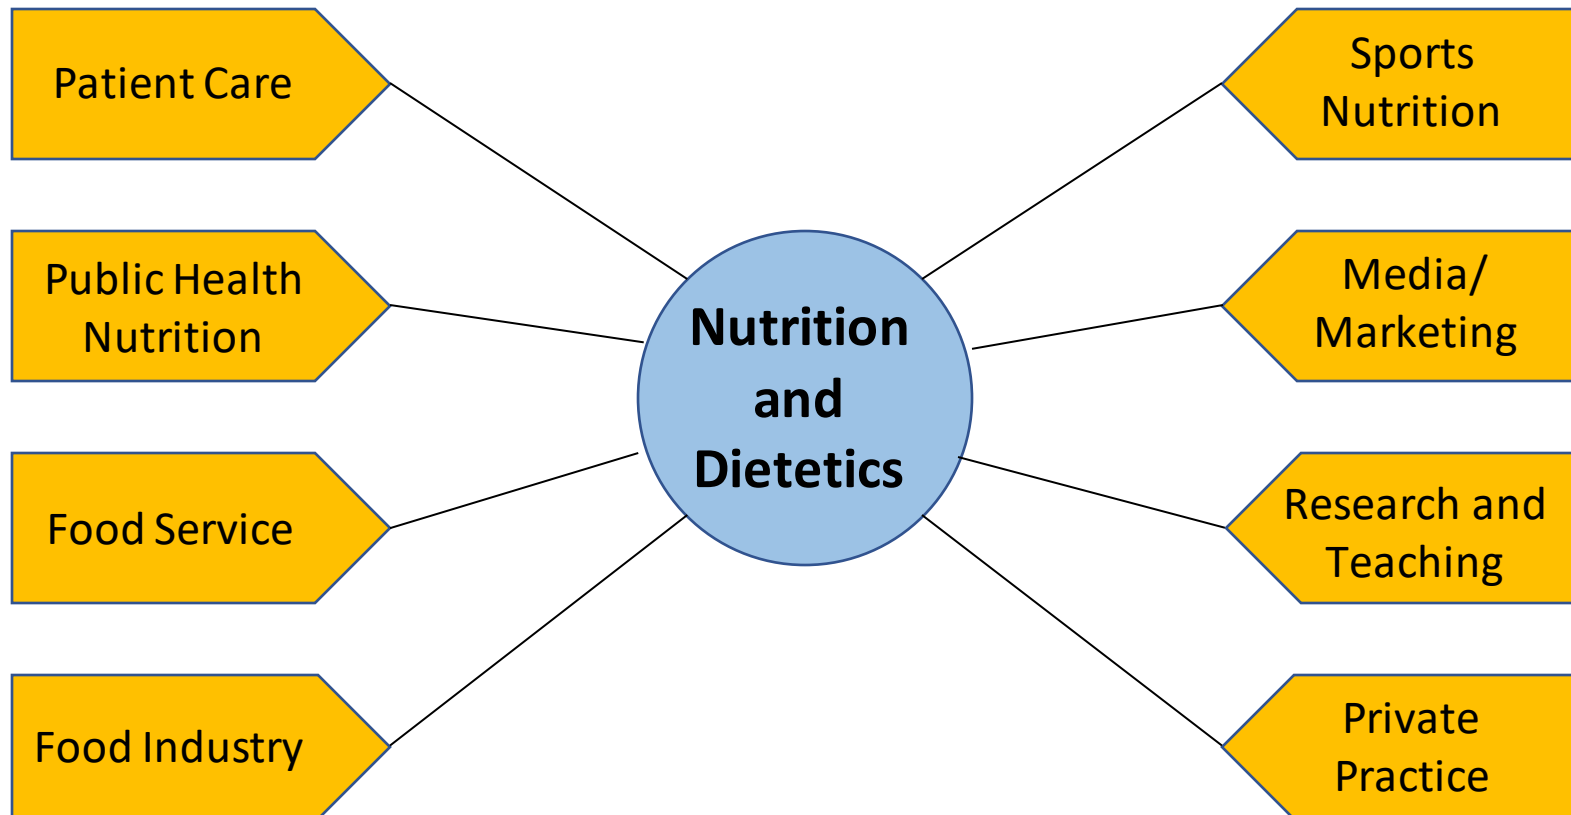 Patient Care
Public Health
Nutrition
Food Service
Food Industry
Nutrition
and
Dietetics
Sports
Nutrition
Media/
Marketing
Research and
Teaching
Private
Practice